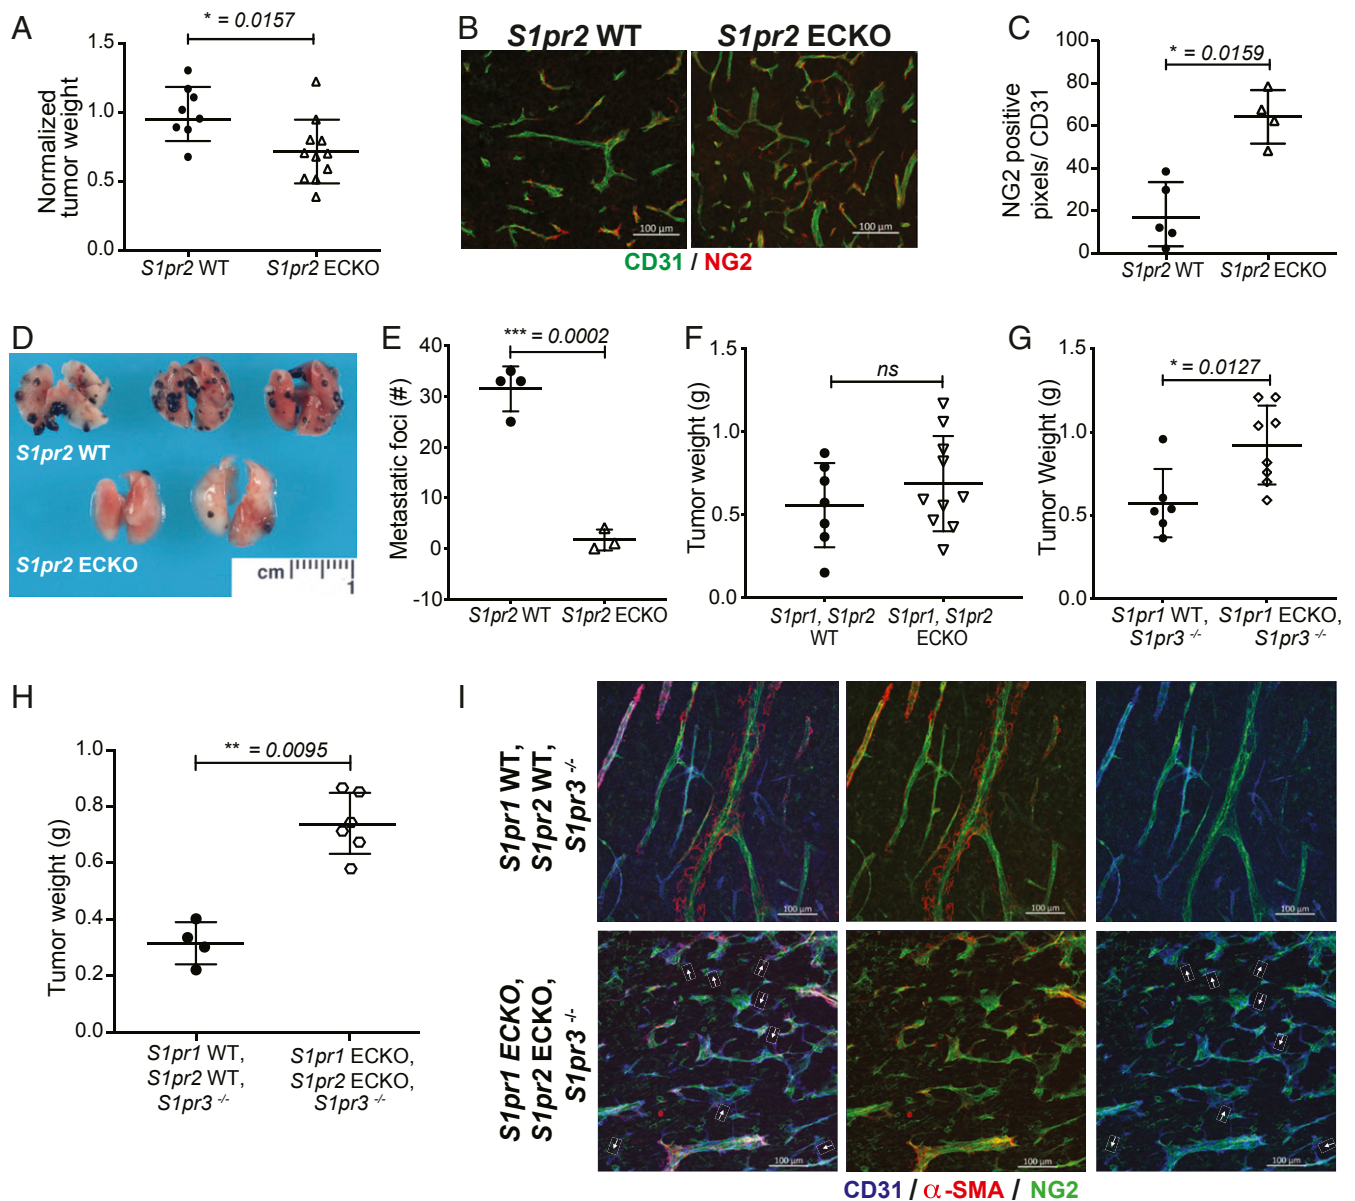 A
* = 0.0157
1.5
1.0
0.5
0.0
Normalized
tumor weight
S1pr2 WT
S1pr2 ECKO
B
S1pr2 WT
S1pr2 ECKO
100 µm
100 µm
CD31 / NG2
C
* = 0.0159
100
80
60
40
20
0
NG2 positive
pixels/ CD31
S1pr2 WT
S1pr2 ECKO
D
S1pr2 WT
S1pr2 ECKO
cm
1
E
*** = 0.0002
40
30
20
10
0
-10
Metastatic foci (#)
S1pr2 WT
S1pr2 ECKO
F
ns
1.5
1.0
0.5
0.0
Tumor weight (g)
S1pr1, S1pr2
WT
S1pr1, S1pr2
ECKO
G
* = 0.0127
1.5
1.0
0.5
0.0
Tumor Weight (g)
S1pr1 WT,
S1pr3 -/-
S1pr1 ECKO,
S1pr3 -/-
H
** = 0.0095
1.0
0.8
0.6
0.4
0.2
0.0
Tumor weight (g)
S1pr1 WT,
S1pr2 WT,
S1pr3 -/-
S1pr1 ECKO,
S1pr2 ECKO,
S1pr3 -/-
I
S1pr1 WT,
S1pr2 WT,
S1pr3 -/-
100 µm
100 µm
100 µm
S1pr1 ECKO,
S1pr2 ECKO,
S1pr3 -/-
100 µm
100 µm
100 µm
CD31 / α-SMA / NG2